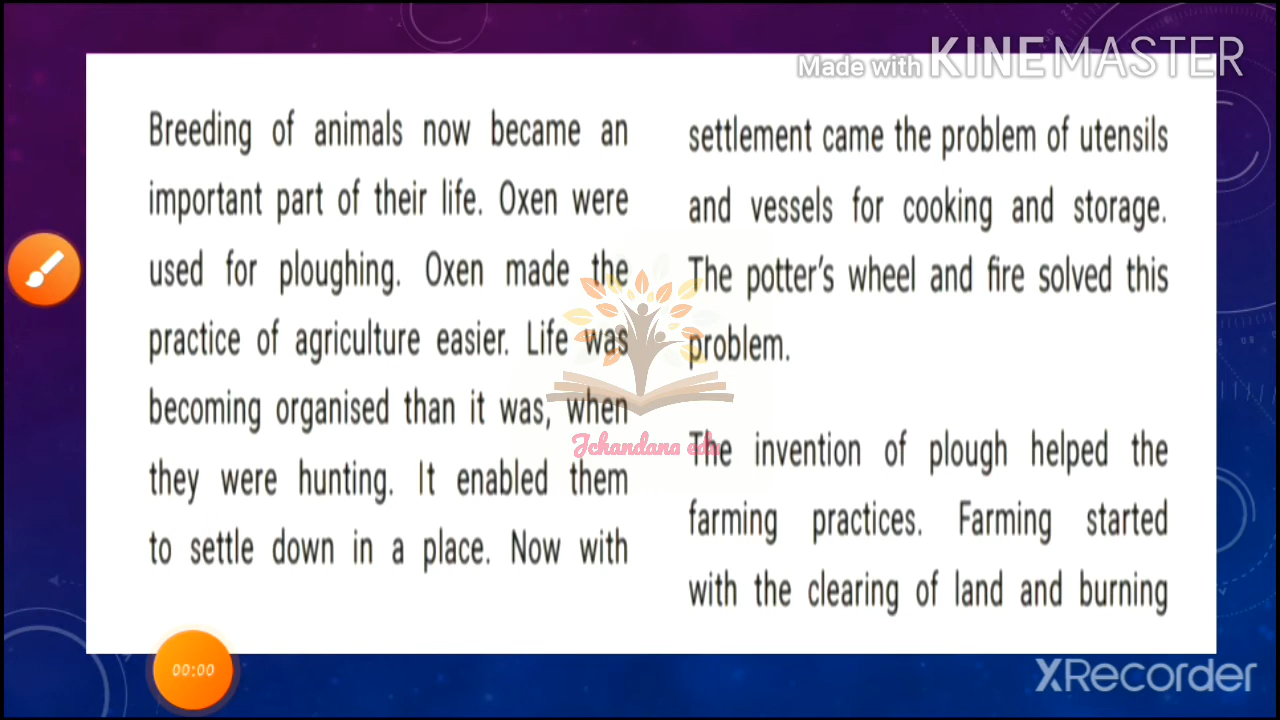 Made with KINEMASTER
Breeding of animals now became an
important part of their life. Oxen were
used for ploughing. Oxen made the
practice of agriculture easier. Life was
becoming organised than it was, when
they were hunting. It enabled them
to settle down in a place. Now with
settlement came the problem of utensils
and vessels for cooking and storage.
The potter's wheel and fire solved this
problem.
The invention of plough helped the
farming practices. Farming started
with the clearing of land and burning
Jchandana edu
00:00
XRecorder